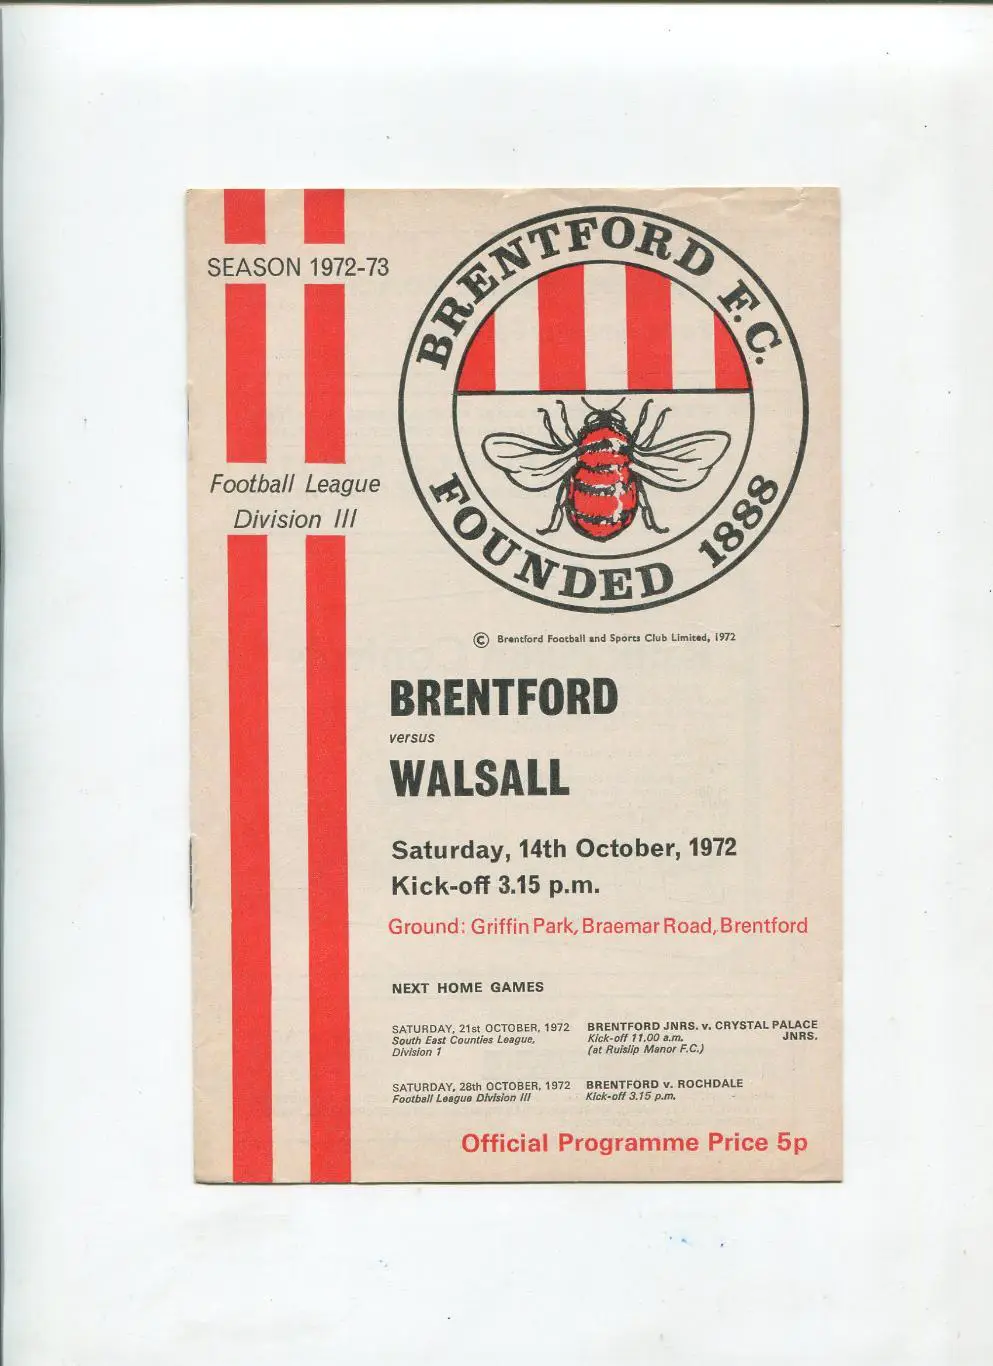 SEASON 1972-73
Football League
Division III
BRENTFORD F.C.
FOUNDED 1888
© Brentford Football and Sports Club Limited, 1972
BRENTFORD
versus
WALSALL
Saturday, 14th October, 1972
Kick-off 3.15 p.m.
Ground: Griffin Park, Braemar Road, Brentford
NEXT HOME GAMES
SATURDAY, 21st OCTOBER, 1972 BRENTFORD JNRS. v. CRYSTAL PALACE
South East Counties League, Kick-off 11.00 a.m. JNRS.
Division 1 (at Ruislip Manor F.C.)
SATURDAY, 28th OCTOBER, 1972 BRENTFORD v. ROCHDALE
Football League Division III Kick-off 3.15 p.m.
Official Programme Price 5p